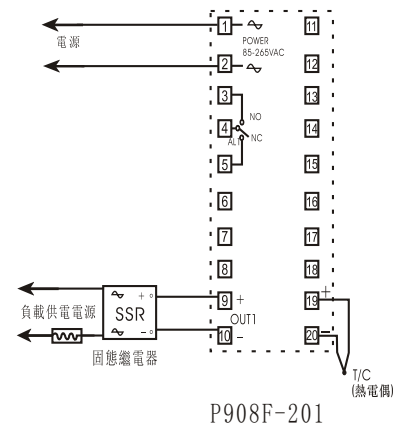 1 11
電源
POWER
85-265VAC
2 12
3 13
NO
4 14
AL1 NC
5 15
6 16
7 17
8 18
9 + 19 +
負載供電電源
SSR
+
-
OUT1
10 - 20 -
固態繼電器
T/C
(熱電偶)
P908F-201